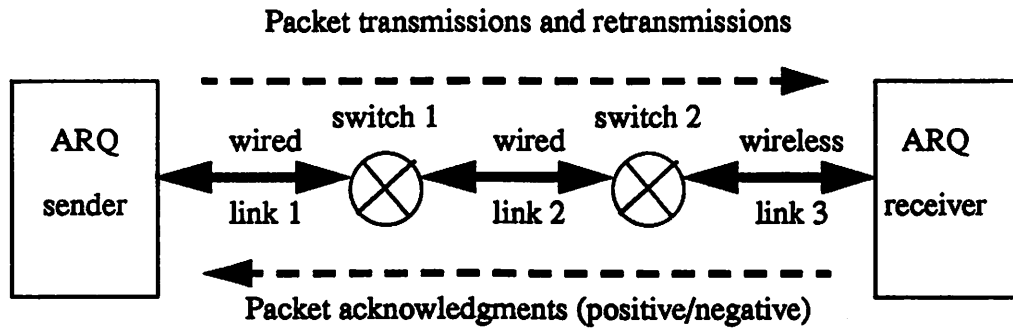 Packet transmissions and retransmissions
switch 1
switch 2
ARQ
wired
wired
wireless
ARQ
sender
link 1
link 2
link 3
receiver
Packet acknowledgments (positive/negative)